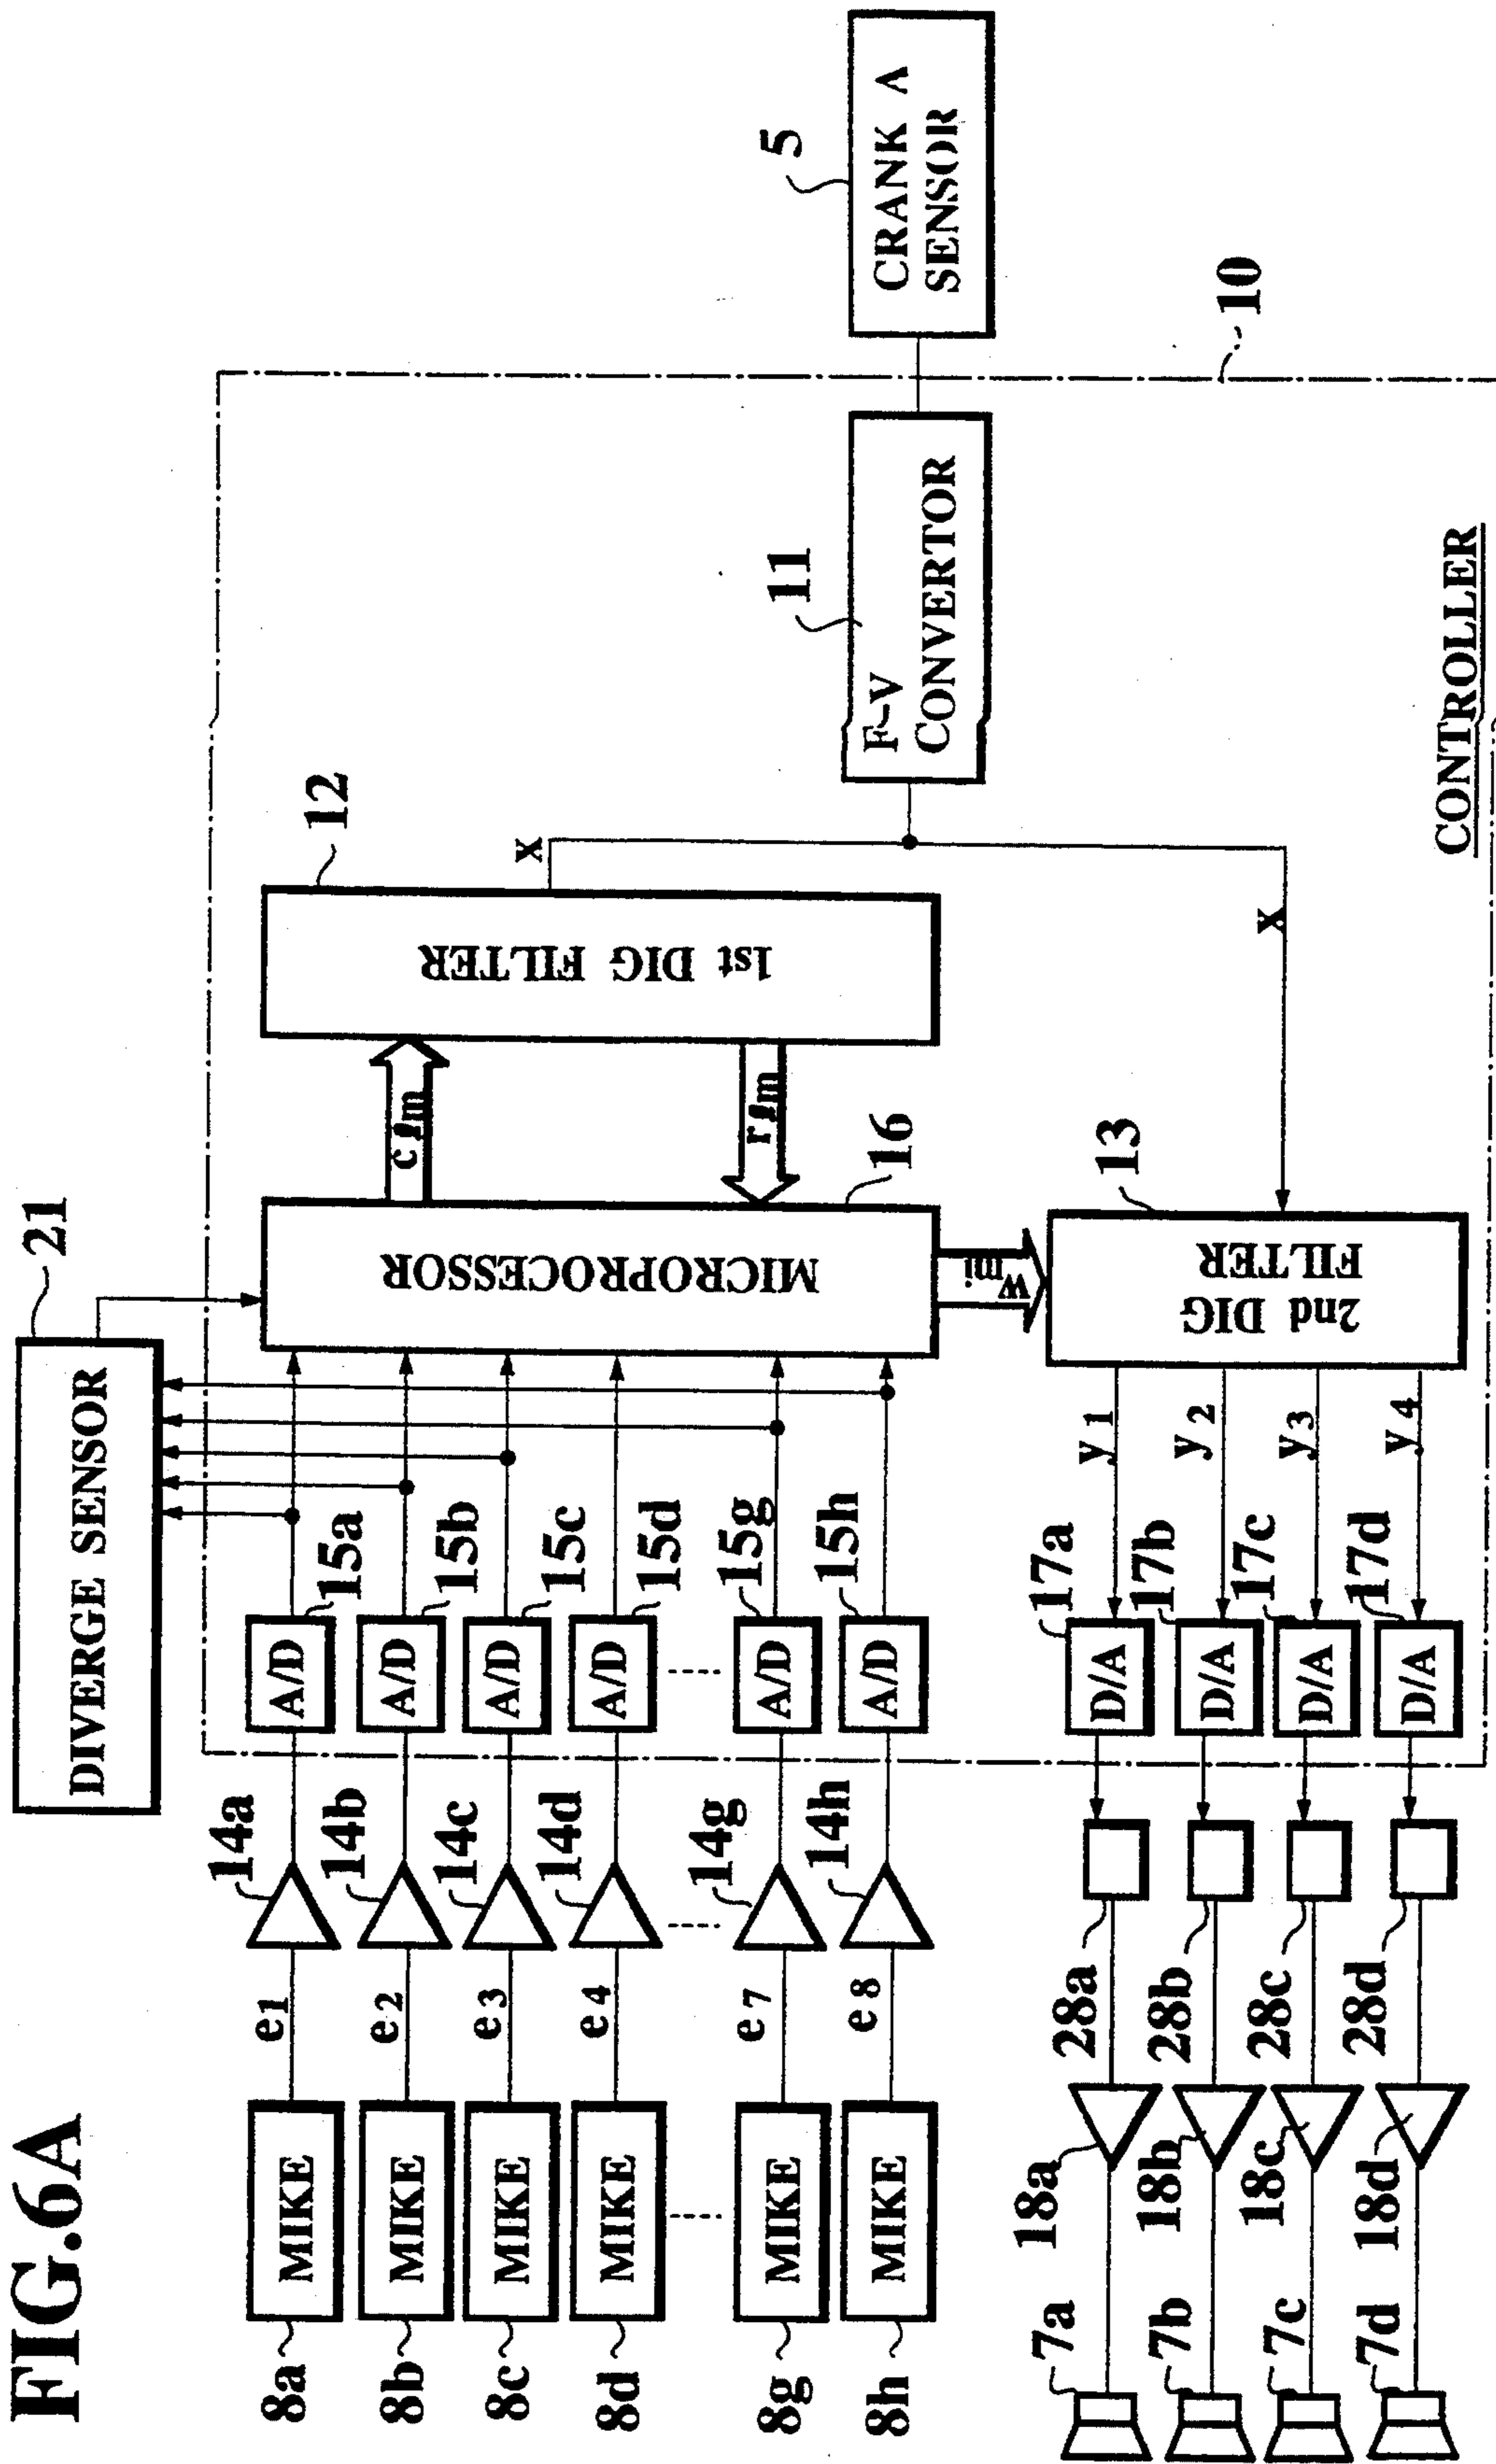 FIG.6A
21
DIVERGE SENSOR
8a
MIKE
e1
14a
A/D
15a
8b
MIKE
e2
14b
A/D
15b
8c
MIKE
e3
14c
A/D
15c
8d
MIKE
e4
14d
A/D
15d
8g
MIKE
e7
14g
A/D
15g
8h
MIKE
e8
14h
A/D
15h
MICROPROCESSOR
16
cℓm
rℓm
wmi
12
1st DIG FILTER
x
x
11
F-V
CONVERTOR
5
CRANK A
SENSOR
10
13
2nd DIG
FILTER
y1
17a
D/A
28a
18a
7a
y2
17b
D/A
28b
18b
7b
y3
17c
D/A
28c
18c
7c
y4
17d
D/A
28d
18d
7d
CONTROLLER